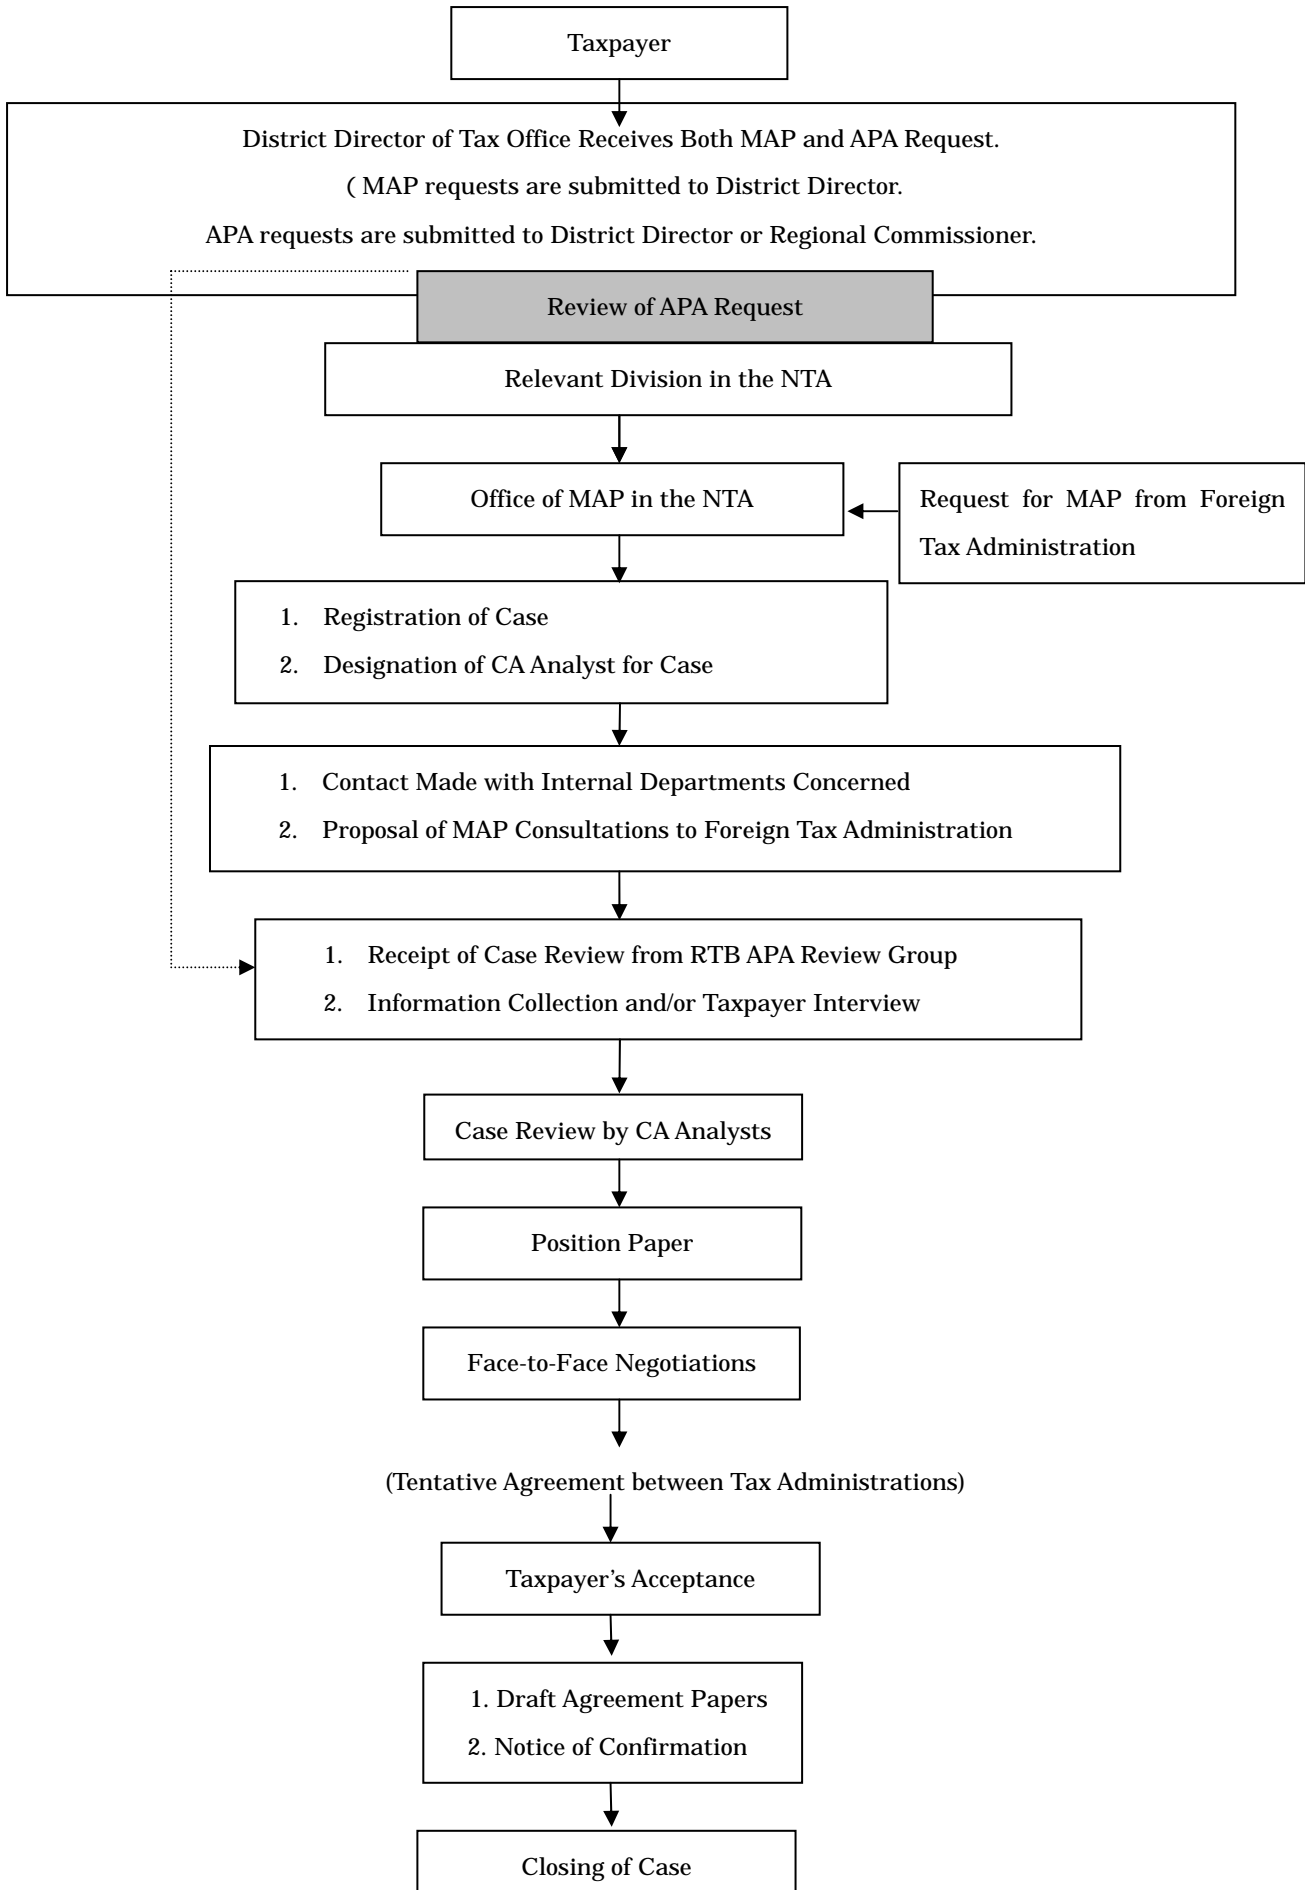 Taxpayer
District Director of Tax Office Receives Both MAP and APA Request.
( MAP requests are submitted to District Director.
APA requests are submitted to District Director or Regional Commissioner.
Review of APA Request
Relevant Division in the NTA
Office of MAP in the NTA
Request for MAP from Foreign
Tax Administration
1. Registration of Case
2. Designation of CA Analyst for Case
1. Contact Made with Internal Departments Concerned
2. Proposal of MAP Consultations to Foreign Tax Administration
1. Receipt of Case Review from RTB APA Review Group
2. Information Collection and/or Taxpayer Interview
Case Review by CA Analysts
Position Paper
Face-to-Face Negotiations
(Tentative Agreement between Tax Administrations)
Taxpayer’s Acceptance
1. Draft Agreement Papers
2. Notice of Confirmation
Closing of Case